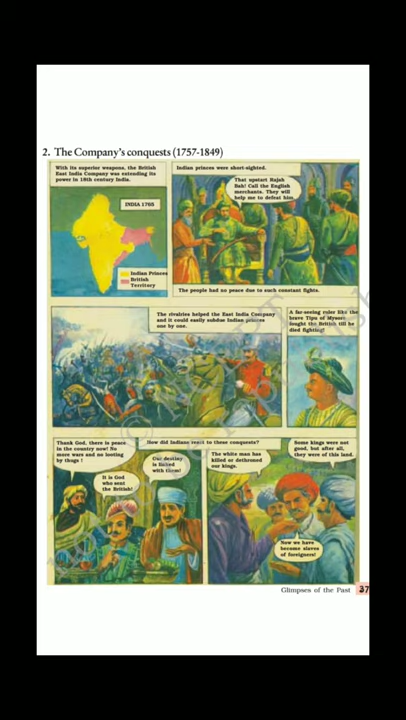 2. The Company's conquests (1757-1849)
With its superior weapons, the British
East India Company was extending its
power in 18th century India.
INDIA 1765
Indian Princes
British
Territory
Indian princes were short-sighted.
That upstart Rajah
Bah! Call the English
merchants. They will
help me to defeat him.
The people had no peace due to such constant fights.
The rivalries helped the East India Company
and it could easily subdue Indian princes
one by one.
A far-seeing ruler like the
brave Tipu of Mysore
fought the British till he
died fighting!
How did Indians react to these conquests?
Thank God, there is peace
in the country now! No
more wars and no looting
by thugs!
It is God
who sent
the British!
Our destiny
is linked
with them!
The white man has
killed or dethroned
our kings.
Some kings were not
good, but after all,
they were of this land.
Now we have
become slaves
of foreigners!
Glimpses of the Past 37